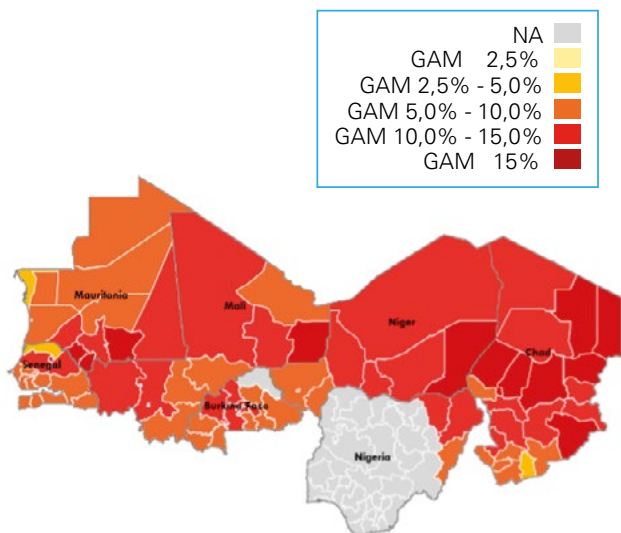 NA
GAM 2,5%
GAM 2,5% - 5,0%
GAM 5,0% - 10,0%
GAM 10,0% - 15,0%
GAM 15%
Mauritania
Mali
Niger
Chad
Senegal
Burkina Faso
Nigeria